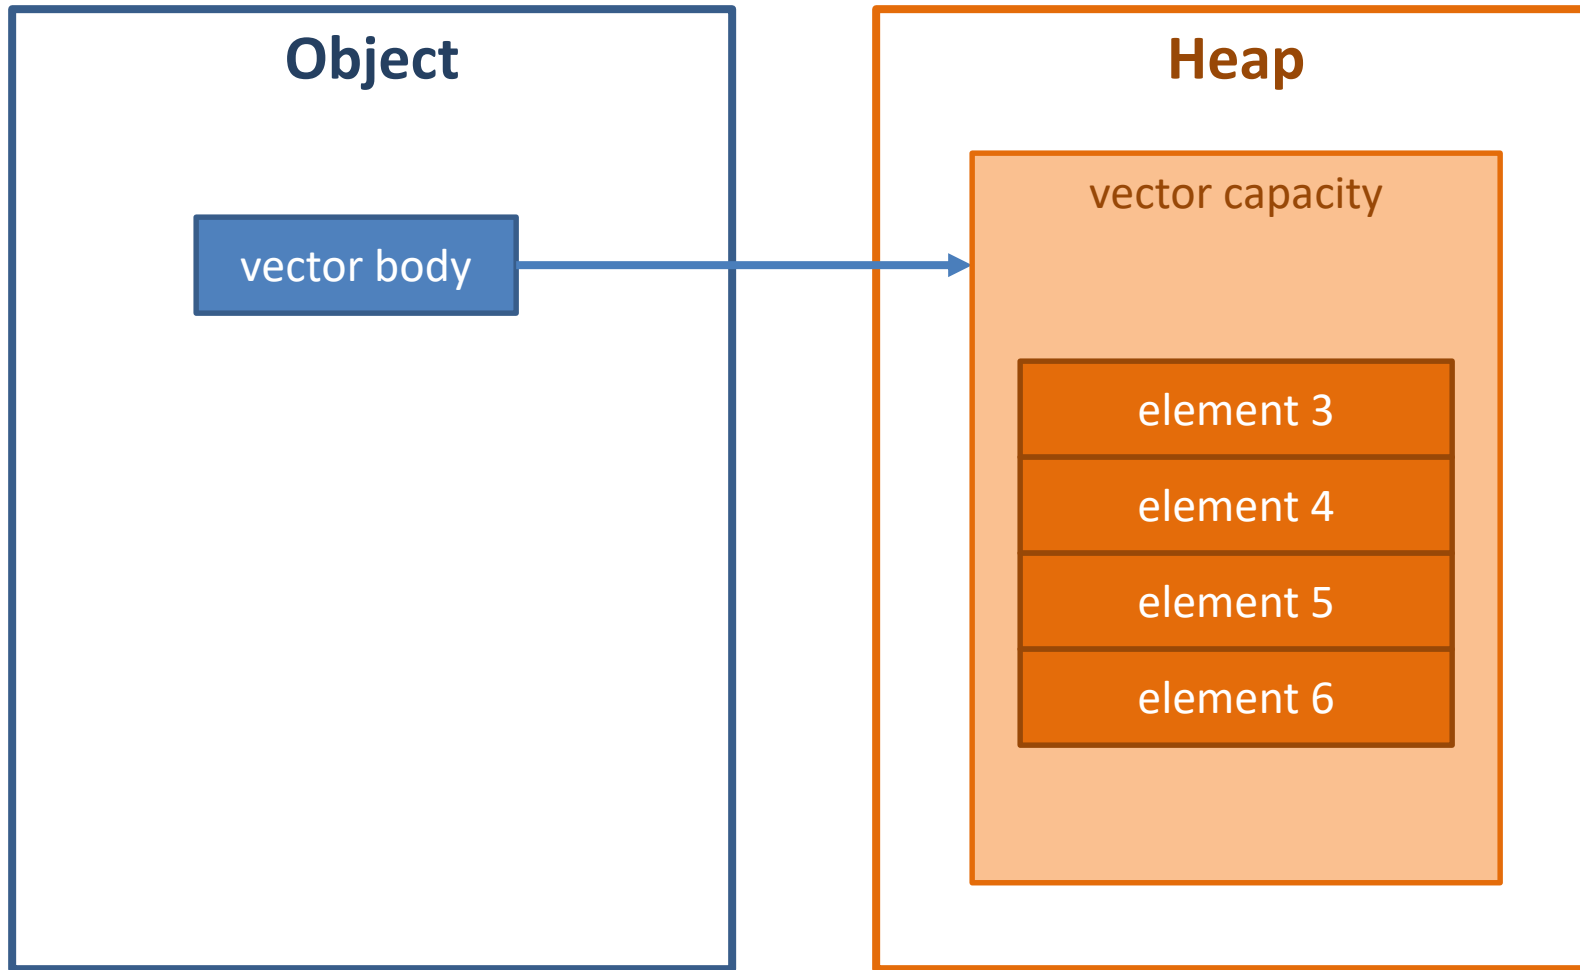 Object
Heap
vector body
vector capacity
element 3
element 4
element 5
element 6